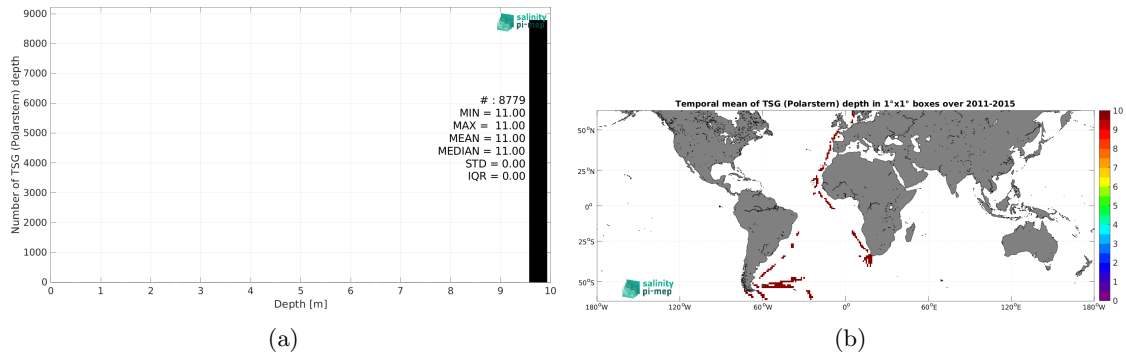 9000
8000
7000
6000
5000
4000
3000
2000
1000
0
Number of TSG (Polarstern) depth
salinity
pi-mep
# : 8779
MIN = 11.00
MAX = 11.00
MEAN = 11.00
MEDIAN = 11.00
STD = 0.00
IQR = 0.00
0 1 2 3 4 5 6 7 8 9 10
Depth [m]
(a)
Temporal mean of TSG (Polarstern) depth in 1°x1° boxes over 2011-2015
50°N
25°N
0°
25°S
50°S
salinity
pi-mep
180°W 120°W 60°W 0° 60°E 120°E 180°E
10
9
8
7
6
5
4
3
2
1
0
(b)